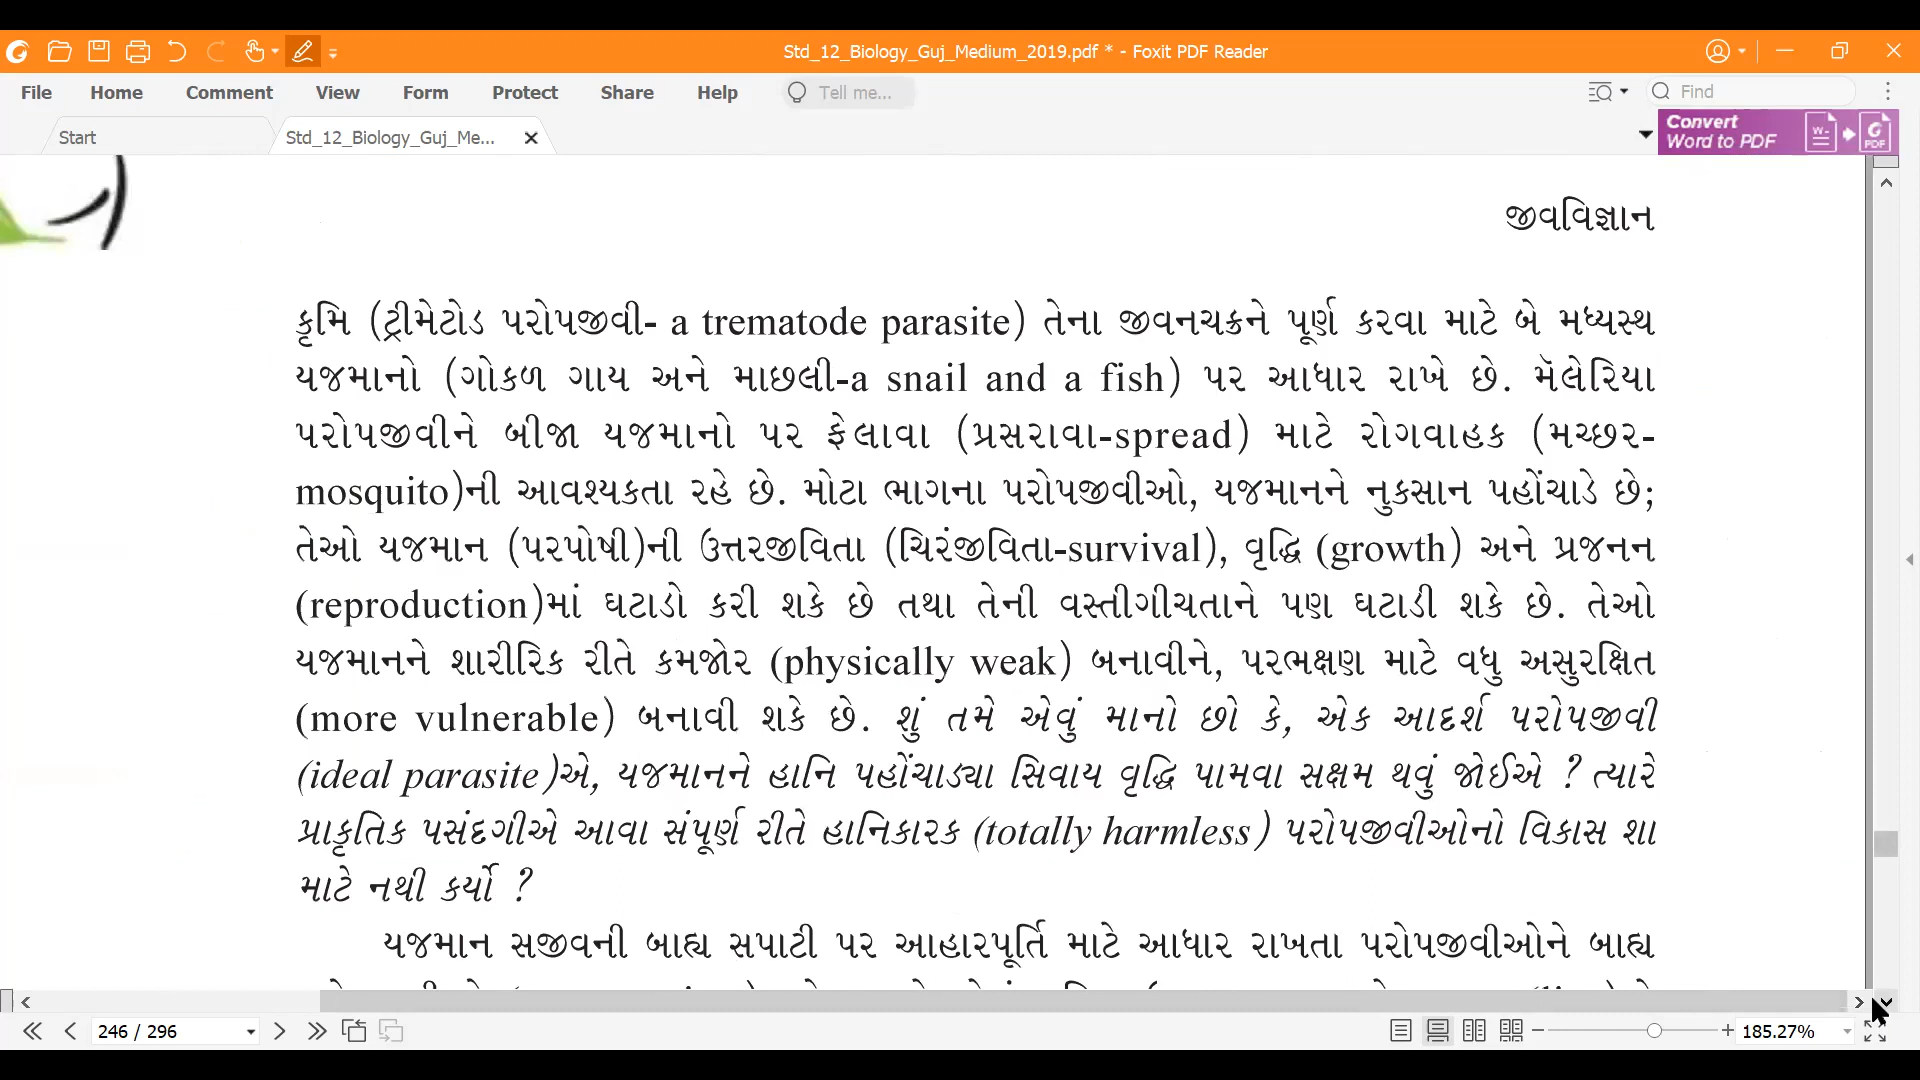 Std_12_Biology_Guj_Medium_2019.pdf * - Foxit PDF Reader
File Home Comment View Form Protect Share Help Tell me... Find
Start Std_12_Biology_Guj_Me... Convert
Word to PDF
જીવવિજ્ઞાન
કૃમિ (ટ્રીમેટોડ પરોપજીવી- a trematode parasite) તેના જીવનચક્રને પૂર્ણ કરવા માટે બે મધ્યસ્થ
યજમાનો (ગોકળ ગાય અને માછલી-a snail and a fish) પર આધાર રાખે છે. મૅલેરિયા
પરોપજીવીને બીજા યજમાનો પર ફેલાવા (પ્રસરાવા-spread) માટે રોગવાહક (મચ્છર-
mosquito)ની આવશ્યકતા રહે છે. મોટા ભાગના પરોપજીવીઓ, યજમાનને નુકસાન પહોંચાડે છે;
તેઓ યજમાન (પરપોષી)ની ઉત્તરજીવિતા (ચિરંજીવિતા-survival), વૃદ્ધિ (growth) અને પ્રજનન
(reproduction)માં ઘટાડો કરી શકે છે તથા તેની વસ્તીગીચતાને પણ ઘટાડી શકે છે. તેઓ
યજમાનને શારીરિક રીતે કમજોર (physically weak) બનાવીને, પરભક્ષણ માટે વધુ અસુરક્ષિત
(more vulnerable) બનાવી શકે છે. શું તમે એવું માનો છો કે, એક આદર્શ પરોપજીવી
(ideal parasite)એ, યજમાનને હાનિ પહોંચાડ્યા સિવાય વૃદ્ધિ પામવા સક્ષમ થવું જોઈએ ? ત્યારે
પ્રાકૃતિક પસંદગીએ આવા સંપૂર્ણ રીતે હાનિકારક (totally harmless) પરોપજીવીઓનો વિકાસ શા
માટે નથી કર્યો ?
યજમાન સજીવની બાહ્ય સપાટી પર આહારપૂર્તિ માટે આધાર રાખતા પરોપજીવીઓને બાહ્ય
246 / 296 185.27%